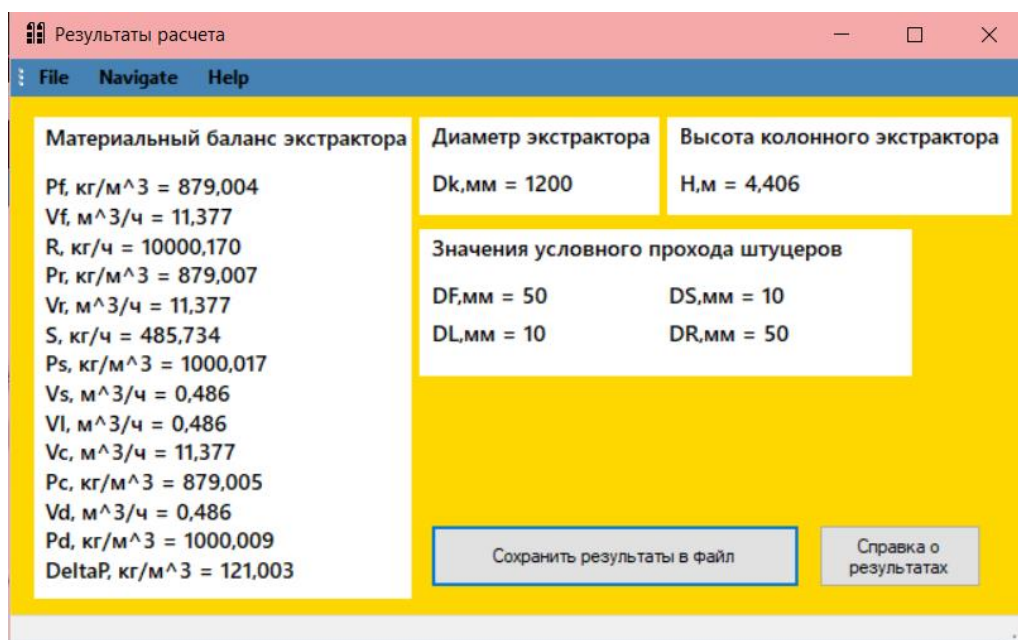 Результаты расчета
File Navigate Help
Материальный баланс экстрактора
Pf, кг/м^3 = 879,004
Vf, м^3/ч = 11,377
R, кг/ч = 10000,170
Pr, кг/м^3 = 879,007
Vr, м^3/ч = 11,377
S, кг/ч = 485,734
Ps, кг/м^3 = 1000,017
Vs, м^3/ч = 0,486
Vl, м^3/ч = 0,486
Vc, м^3/ч = 11,377
Pc, кг/м^3 = 879,005
Vd, м^3/ч = 0,486
Pd, кг/м^3 = 1000,009
DeltaP, кг/м^3 = 121,003
Диаметр экстрактора
Dk,мм = 1200
Высота колонного экстрактора
H,м = 4,406
Значения условного прохода штуцеров
DF,мм = 50 DS,мм = 10
DL,мм = 10 DR,мм = 50
Сохранить результаты в файл
Справка о
результатах